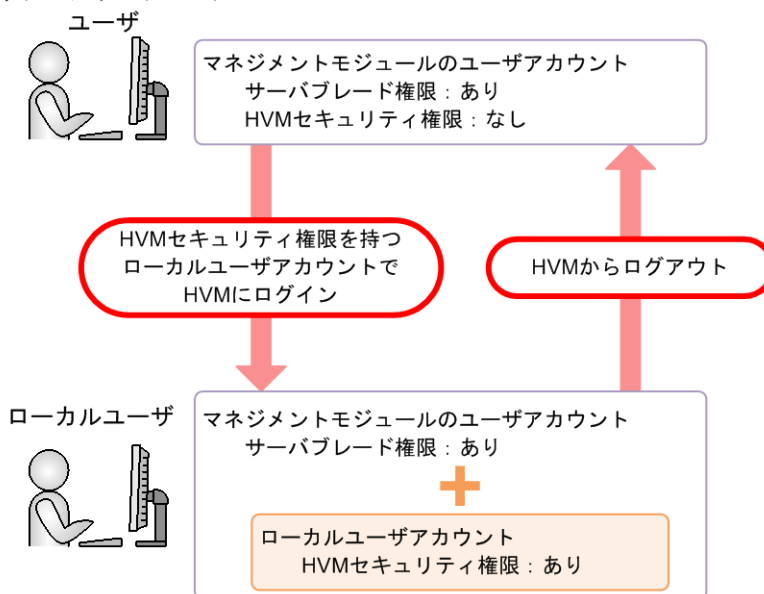 ユーザ
マネジメントモジュールのユーザアカウント
サーバブレード権限：あり
HVMセキュリティ権限：なし
HVMセキュリティ権限を持つ
ローカルユーザアカウントで
HVMにログイン
HVMからログアウト
ローカルユーザ
マネジメントモジュールのユーザアカウント
サーバブレード権限：あり
ローカルユーザアカウント
HVMセキュリティ権限：あり